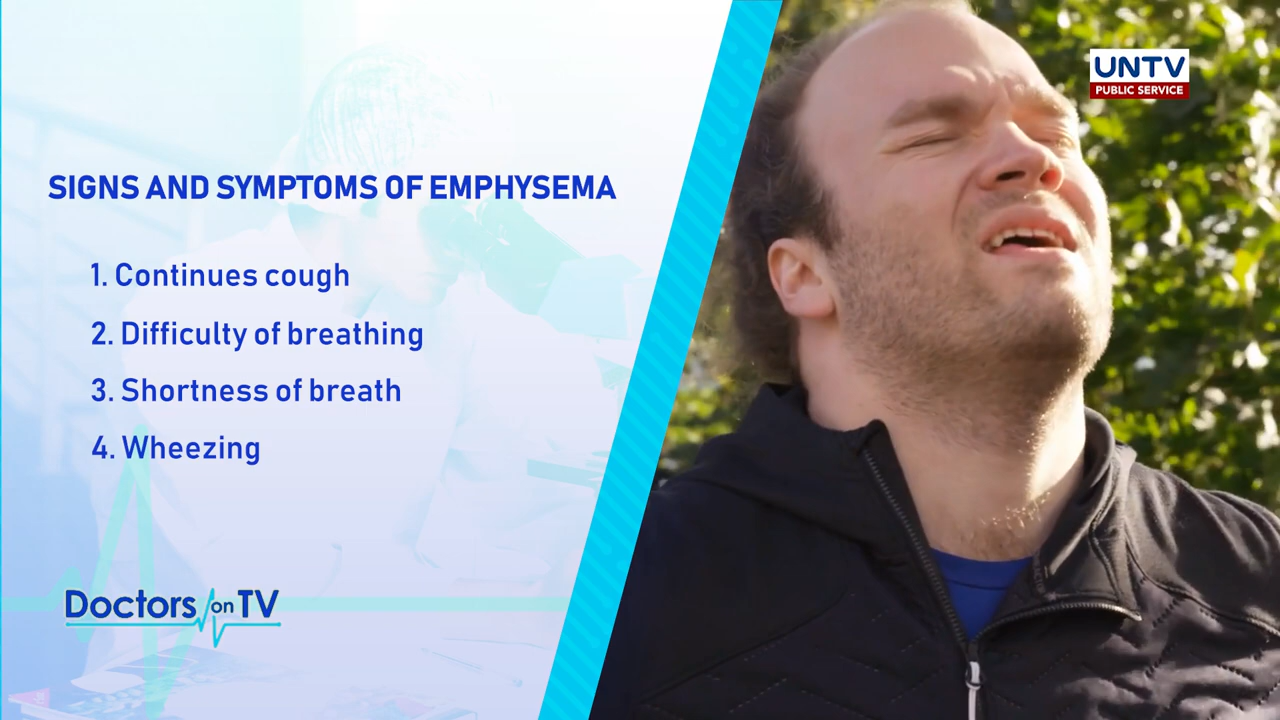 UNTV
PUBLIC SERVICE
SIGNS AND SYMPTOMS OF EMPHYSEMA
1. Continues cough
2. Difficulty of breathing
3. Shortness of breath
4. Wheezing
Doctors on TV